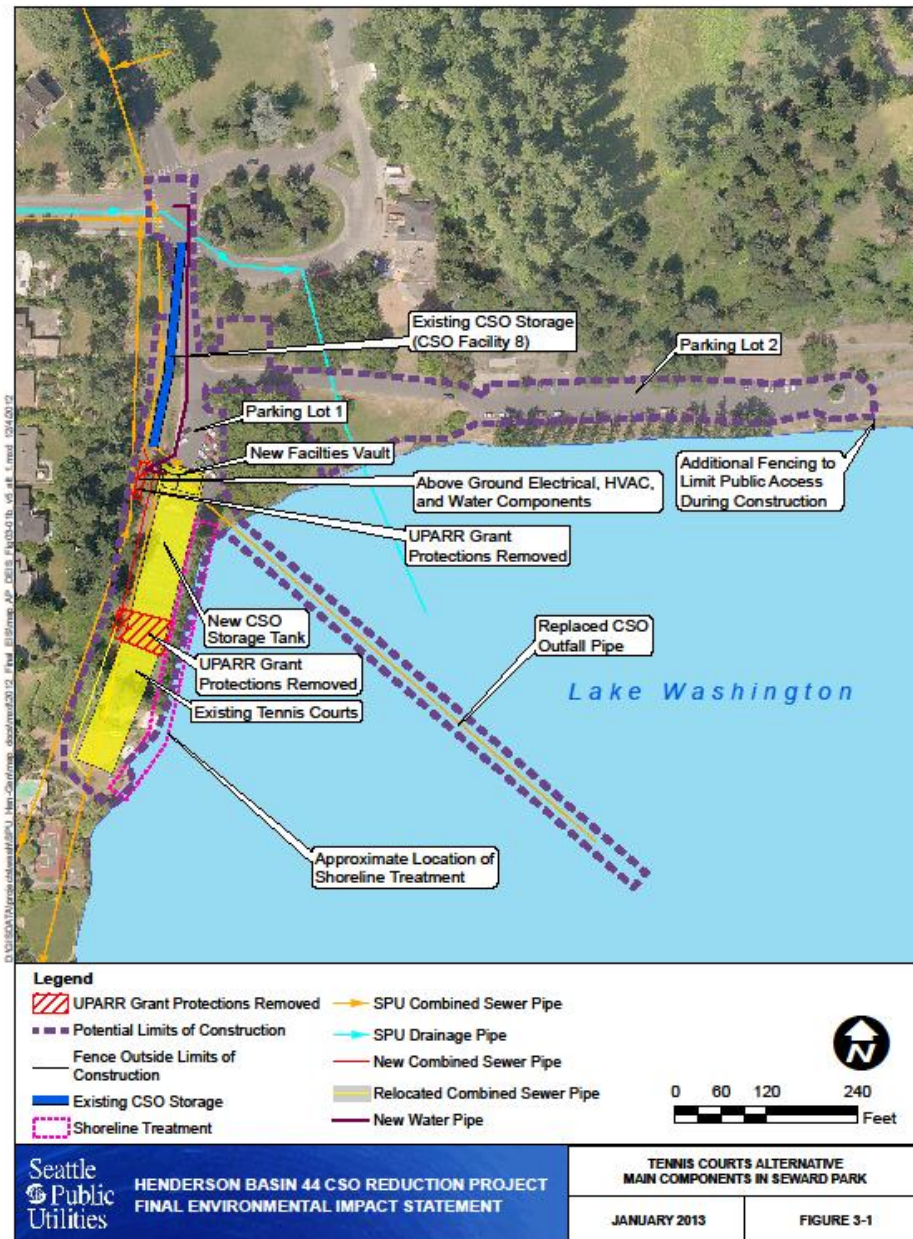 Existing CSO Storage
(CSO Facility 8)
Parking Lot 2
Parking Lot 1
New Facilties Vault
Above Ground Electrical, HVAC,
and Water Components
Additional Fencing to
Limit Public Access
During Construction
UPARR Grant
Protections Removed
New CSO
Storage Tank
Replaced CSO
Outfall Pipe
UPARR Grant
Protections Removed
Lake Washington
Existing Tennis Courts
Approximate Location of
Shoreline Treatment
Legend
UPARR Grant Protections Removed
Potential Limits of Construction
Fence Outside Limits of
Construction
Existing CSO Storage
Shoreline Treatment
SPU Combined Sewer Pipe
SPU Drainage Pipe
New Combined Sewer Pipe
Relocated Combined Sewer Pipe
New Water Pipe
N
0 60 120 240
Feet
Seattle
Public
Utilities
HENDERSON BASIN 44 CSO REDUCTION PROJECT
FINAL ENVIRONMENTAL IMPACT STATEMENT
TENNIS COURTS ALTERNATIVE
MAIN COMPONENTS IN SEWARD PARK
JANUARY 2013
FIGURE 3-1